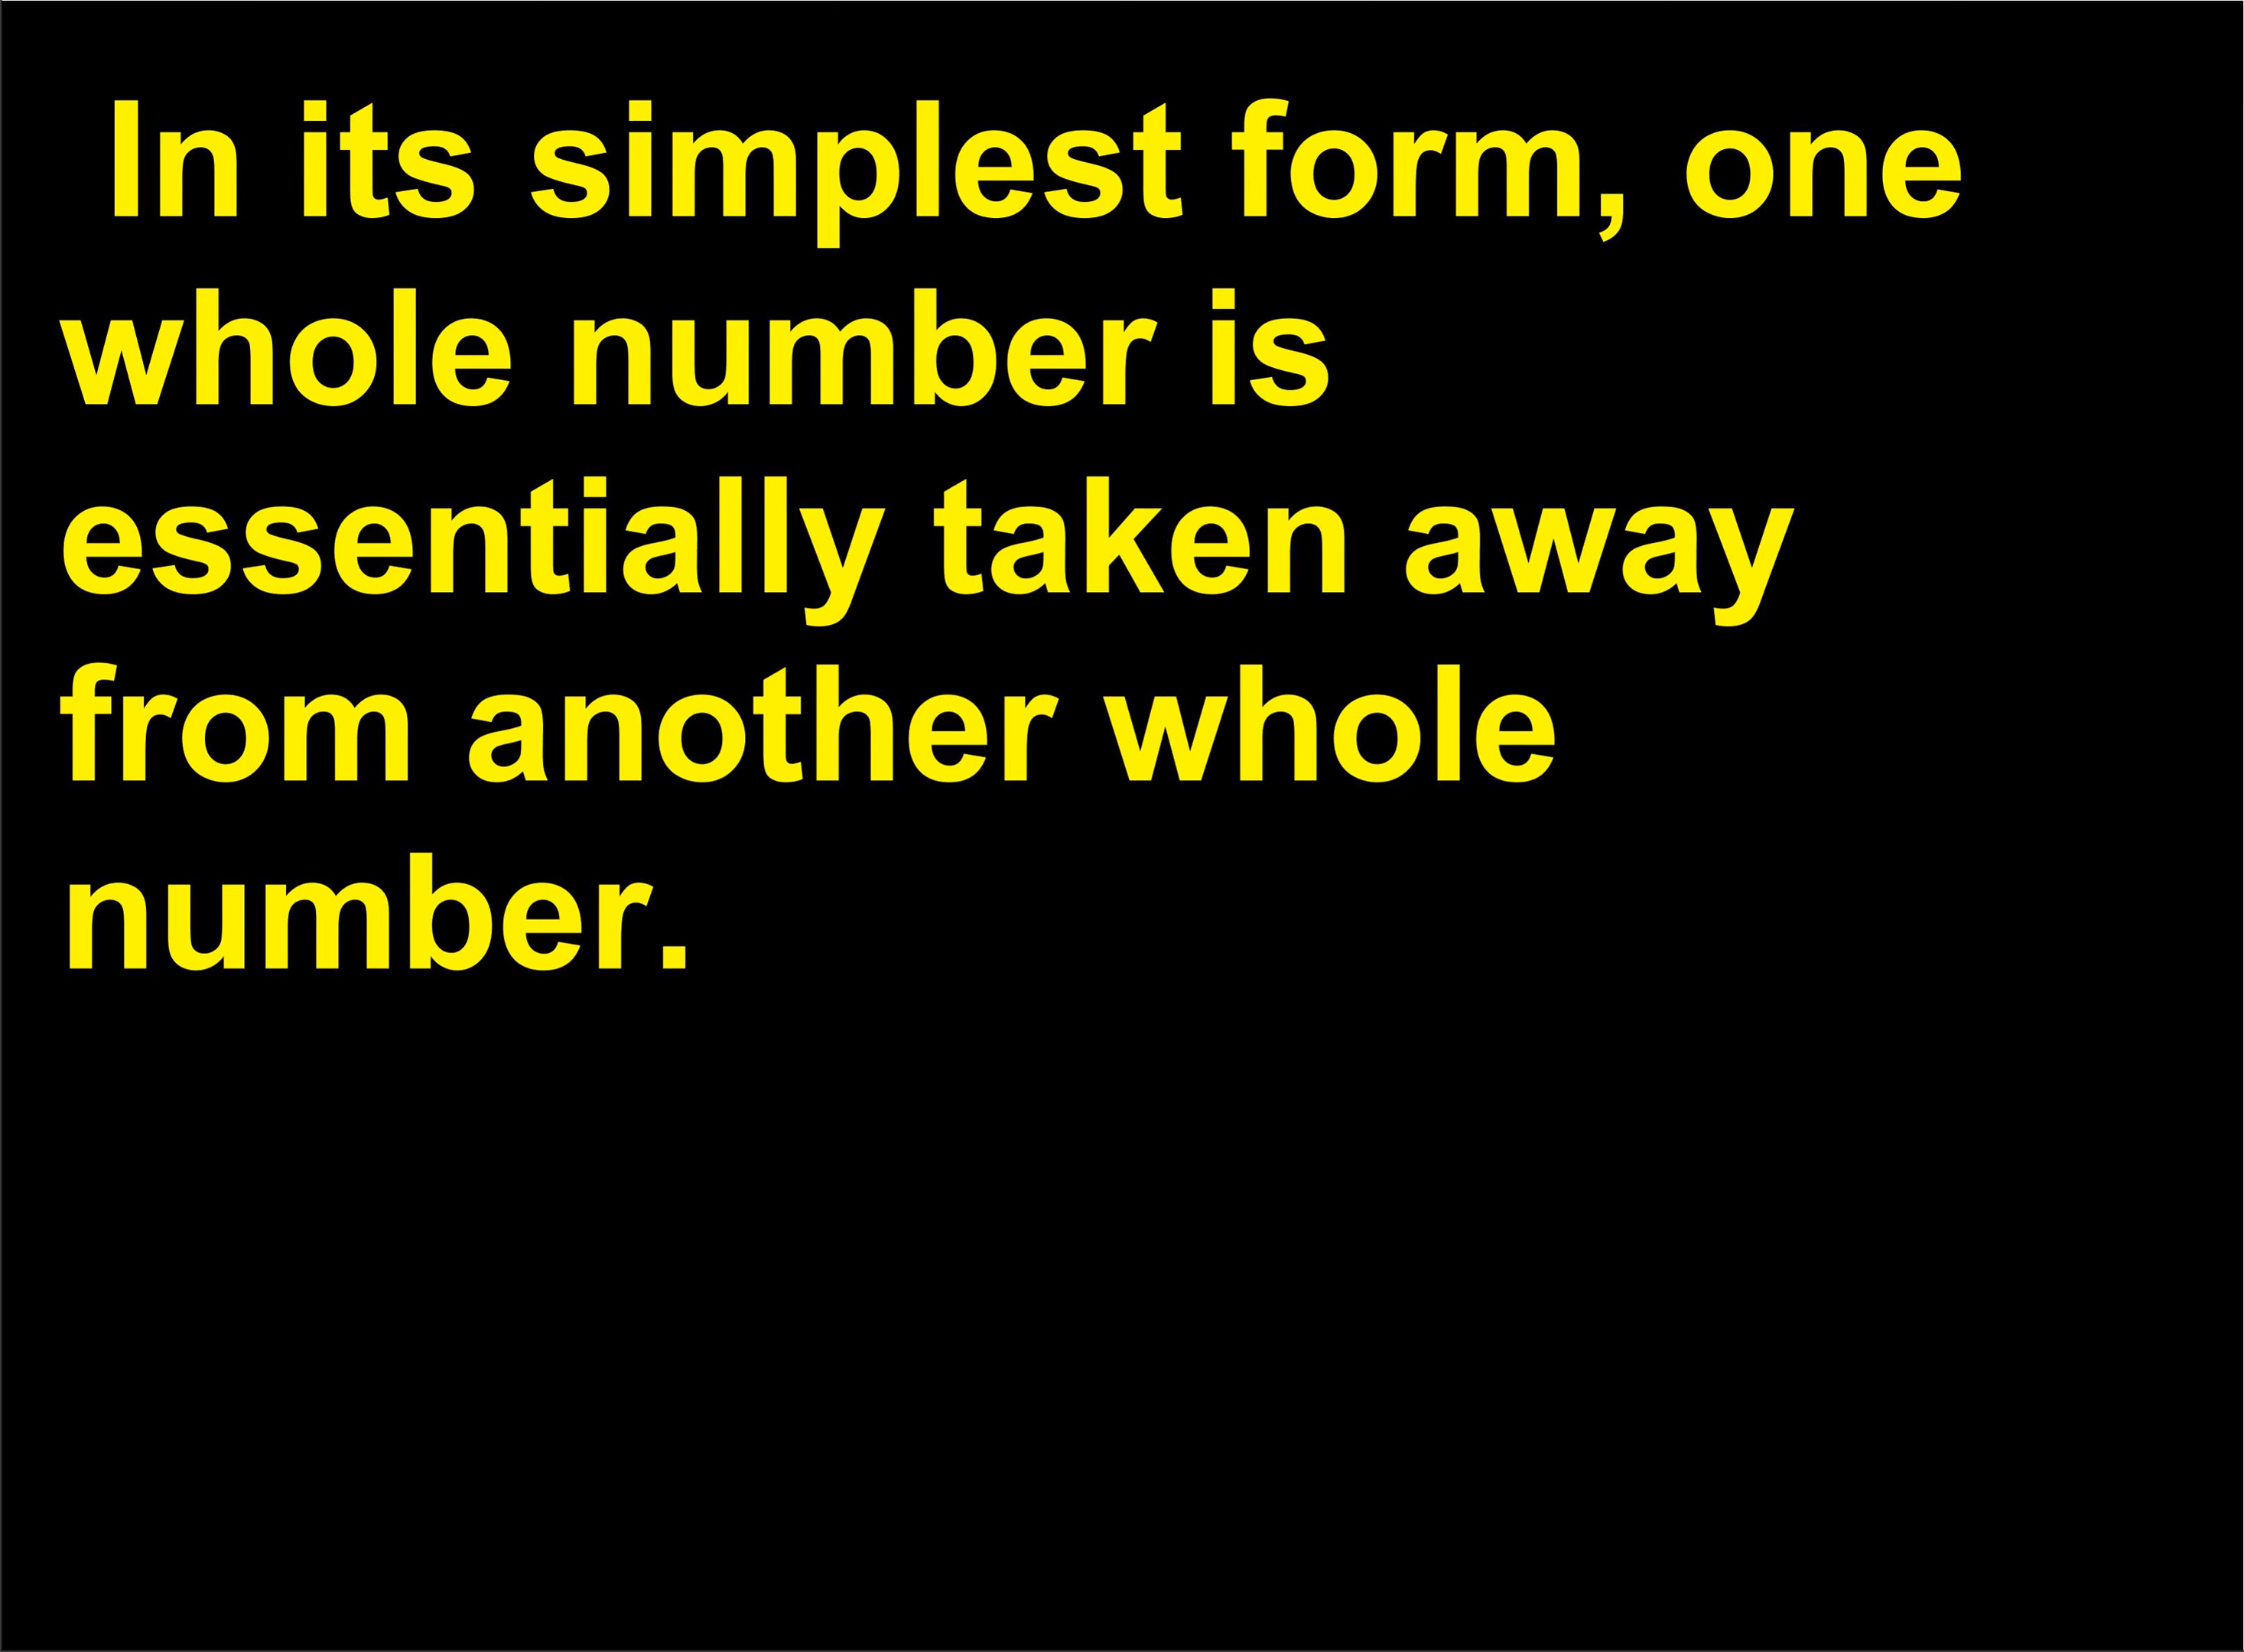 In its simplest form, one
whole number is
essentially taken away
from another whole
number.